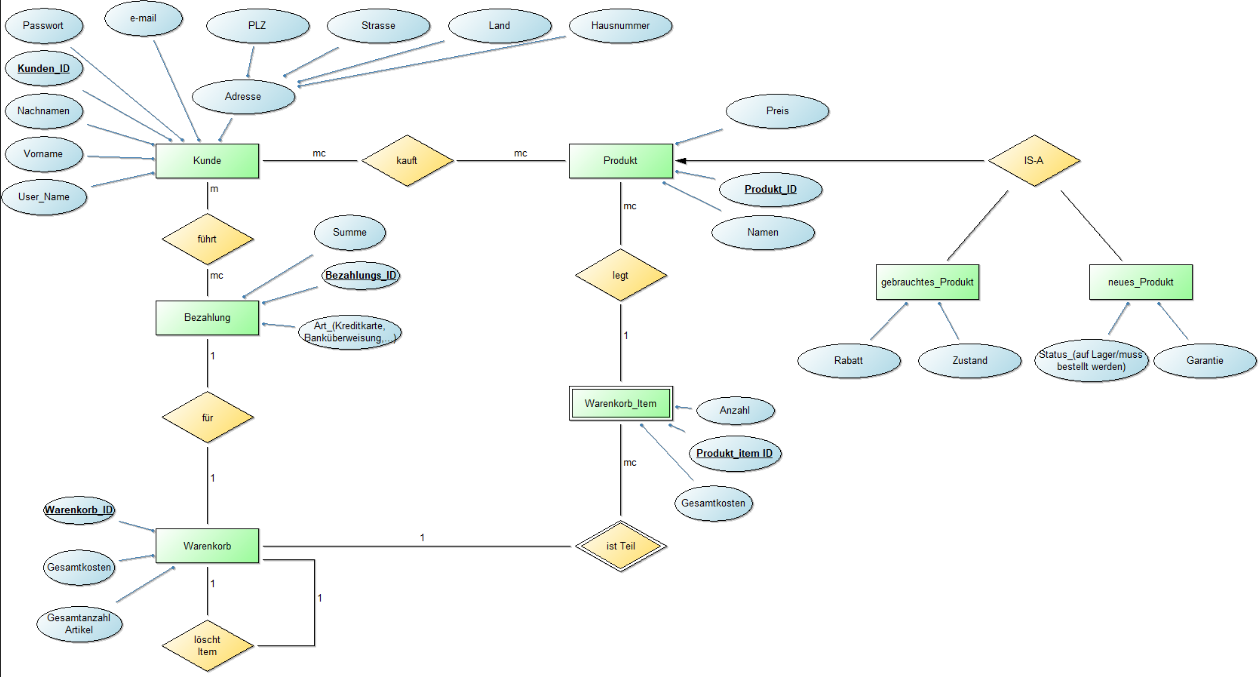 Passwort
e-mail
PLZ
Strasse
Land
Hausnummer
Kunden_ID
Adresse
Nachnamen
Preis
Vorname
Kunde
mc
kauft
mc
Produkt
IS-A
User_Name
m
Produkt_ID
mc
Namen
führt
Summe
mc
Bezahlungs_ID
legt
gebrauchtes_Produkt
neues_Produkt
Bezahlung
Art_(Kreditkarte,
Banküberweisung,...)
1
1
Rabatt
Zustand
Status_(auf Lager/muss
bestellt werden)
Garantie
Warenkorb_Item
Anzahl
für
Produkt_item ID
mc
1
Gesamtkosten
Warenkorb_ID
Warenkorb
1
ist Teil
Gesamtkosten
1
1
Gesamtanzahl
Artikel
löscht
Item